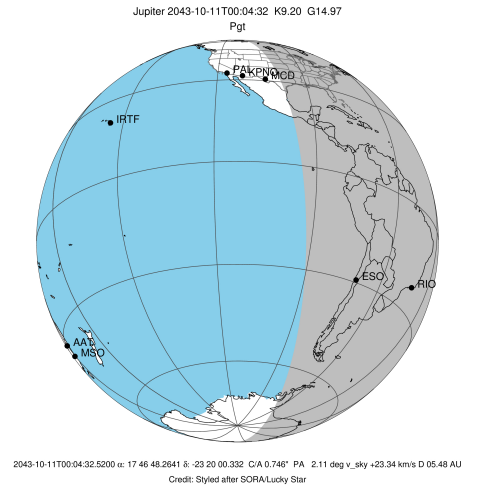 Jupiter 2043-10-11T00:04:32 K9.20 G14.97
Pgt
PAL
KPNO
MCD
IRTF
ESO
RIO
AAT
MSO
2043-10-11T00:04:32.5200 α: 17 46 48.2641 δ: -23 20 00.332 C/A 0.746" PA 2.11 deg v_sky +23.34 km/s D 05.48 AU
Credit: Styled after SORA/Lucky Star